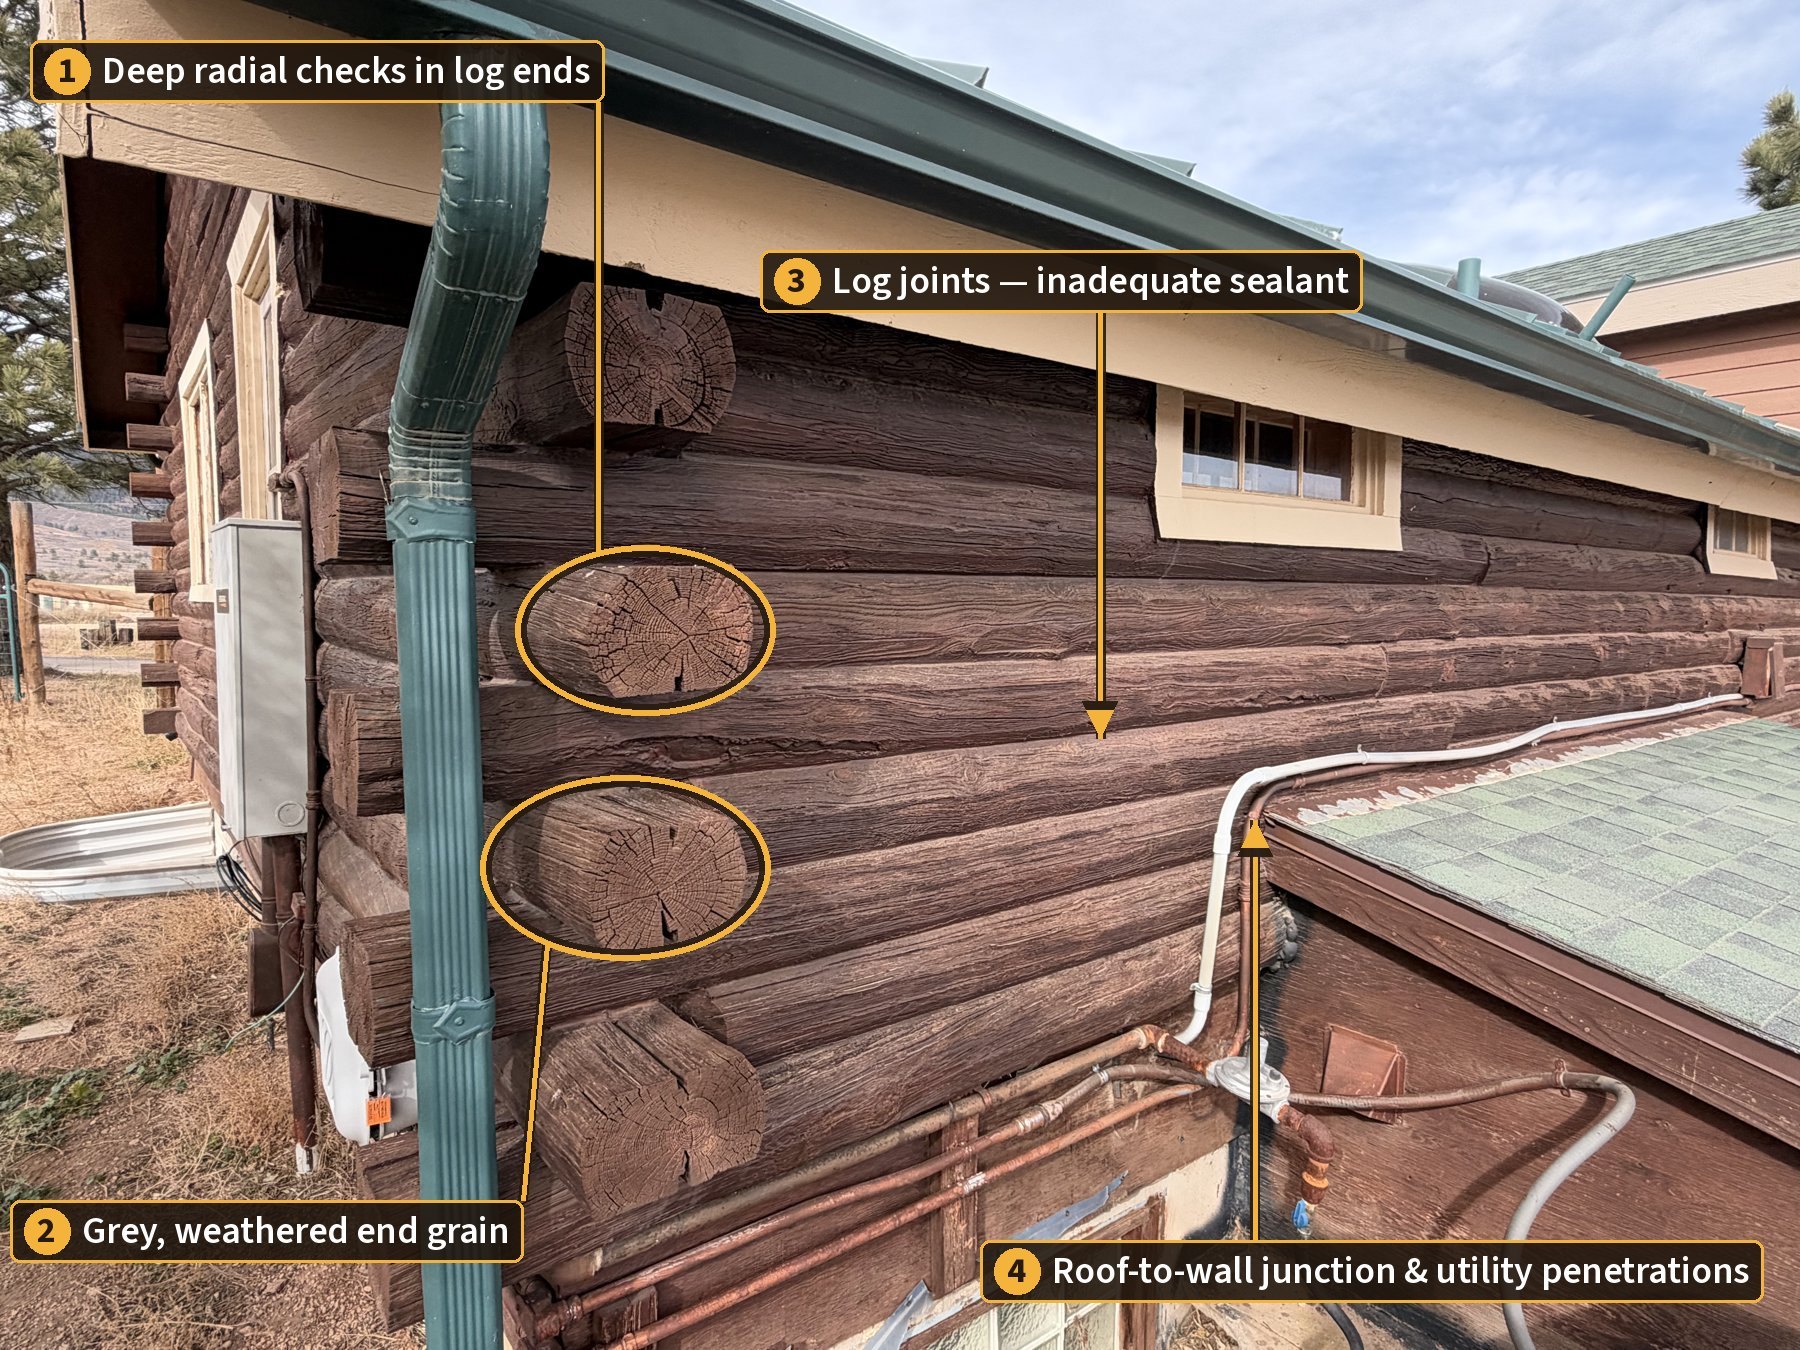 1 Deep radial checks in log ends
3 Log joints — inadequate sealant
2 Grey, weathered end grain
4 Roof-to-wall junction & utility penetrations